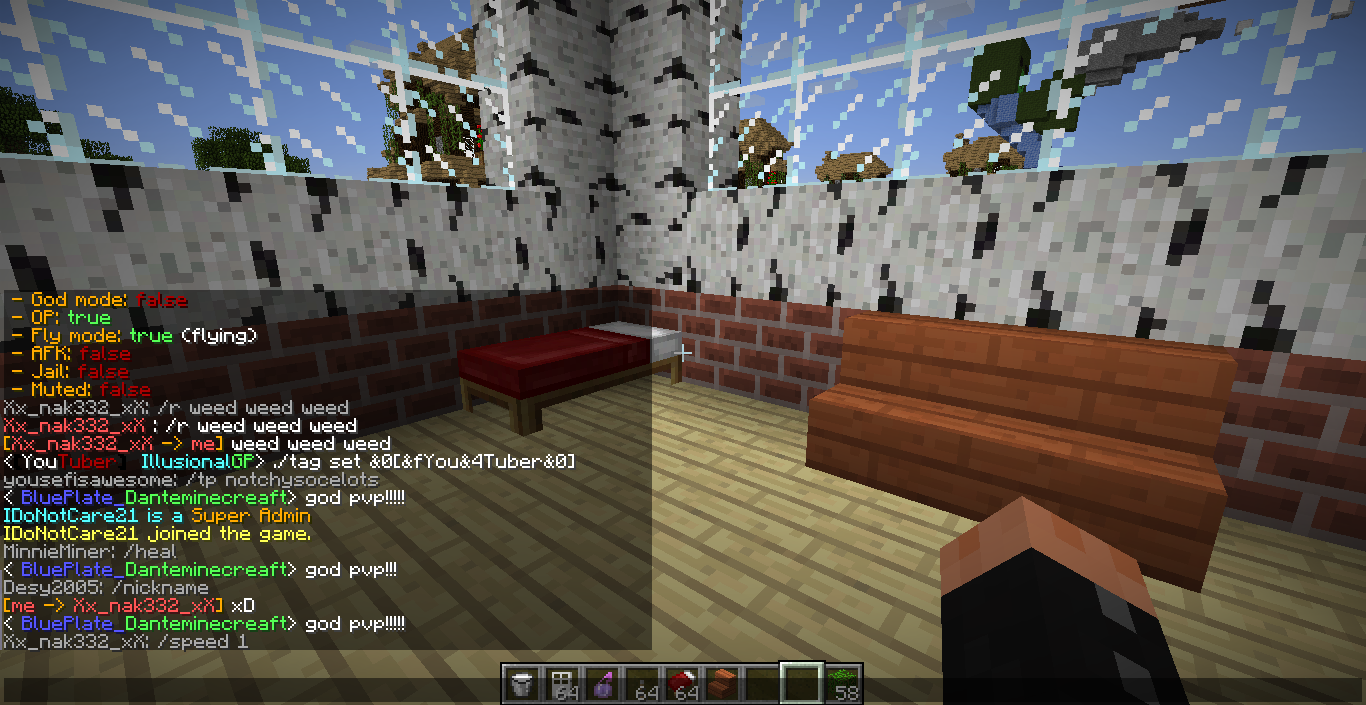 - God mode: false
- OP: true
- Fly mode: true (flying)
- AFK: false
- Jail: false
- Muted: false
Xx_nak332_xX: /r weed weed weed
Xx_nak332_xX : /r weed weed weed
[Xx_nak332_xX -> me] weed weed weed
< YouTuber IllusionalGP> ./tag set &0[&fYou&4Tuber&0]
yousefisawesome: /tp notchysocelots
< BluePlate_Danteminecreaft> god pvp!!!!!
IDoNotCare21 is a Super Admin
IDoNotCare21 joined the game.
MinnieMiner: /heal
< BluePlate_Danteminecreaft> god pvp!!!
Desy2005: /nickname
[me -> Xx_nak332_xX] xD
< BluePlate_Danteminecreaft> god pvp!!!!!
Xx_nak332_xX: /speed 1
64 64 64 58